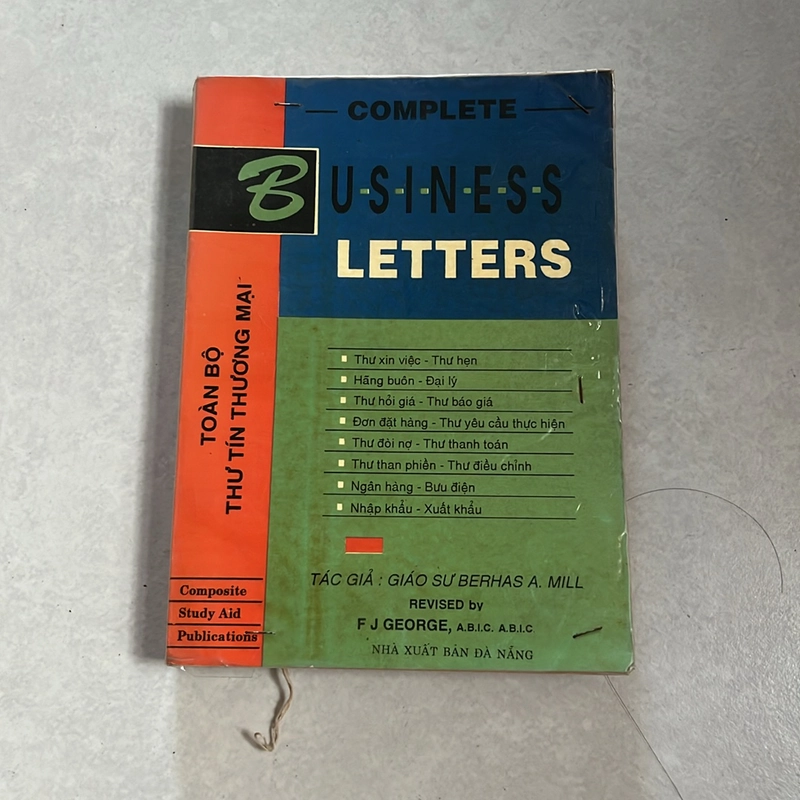 COMPLETE
BUSINESS
LETTERS
TOÀN BỘ
THƯ TÍN THƯƠNG MẠI
Thư xin việc - Thư hẹn
Hãng buôn - Đại lý
Thư hỏi giá - Thư báo giá
Đơn đặt hàng - Thư yêu cầu thực hiện
Thư đòi nợ - Thư thanh toán
Thư than phiền - Thư điều chỉnh
Ngân hàng - Bưu điện
Nhập khẩu - Xuất khẩu
TÁC GIẢ : GIÁO SƯ BERHAS A. MILL
REVISED by
F J GEORGE, A.B.I.C. A.B.I.C
NHÀ XUẤT BẢN ĐÀ NẴNG
Composite
Study Aid
Publications